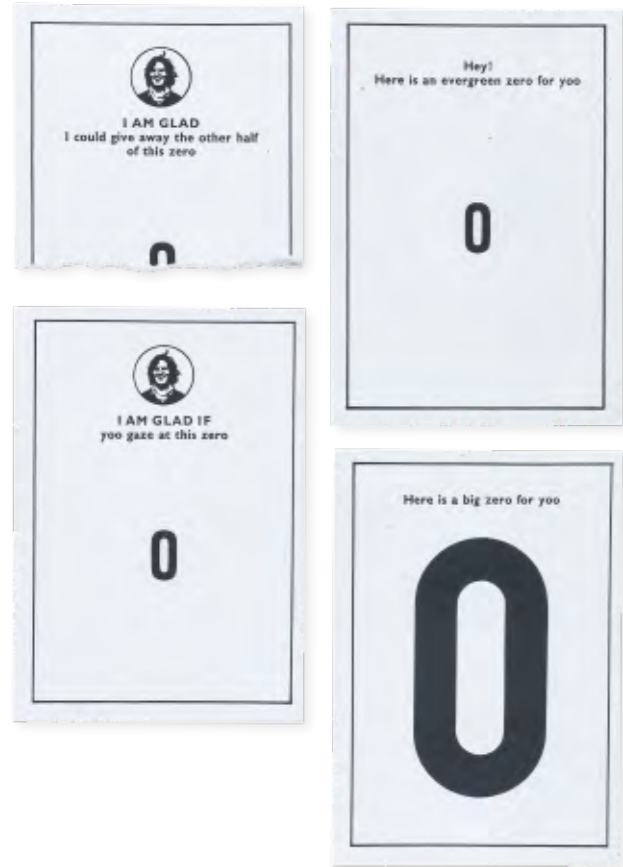 I AM GLAD
I could give away the other half
of this zero
0
Hey!
Here is an evergreen zero for yoo
0
I AM GLAD IF
yoo gaze at this zero
0
Here is a big zero for yoo
0